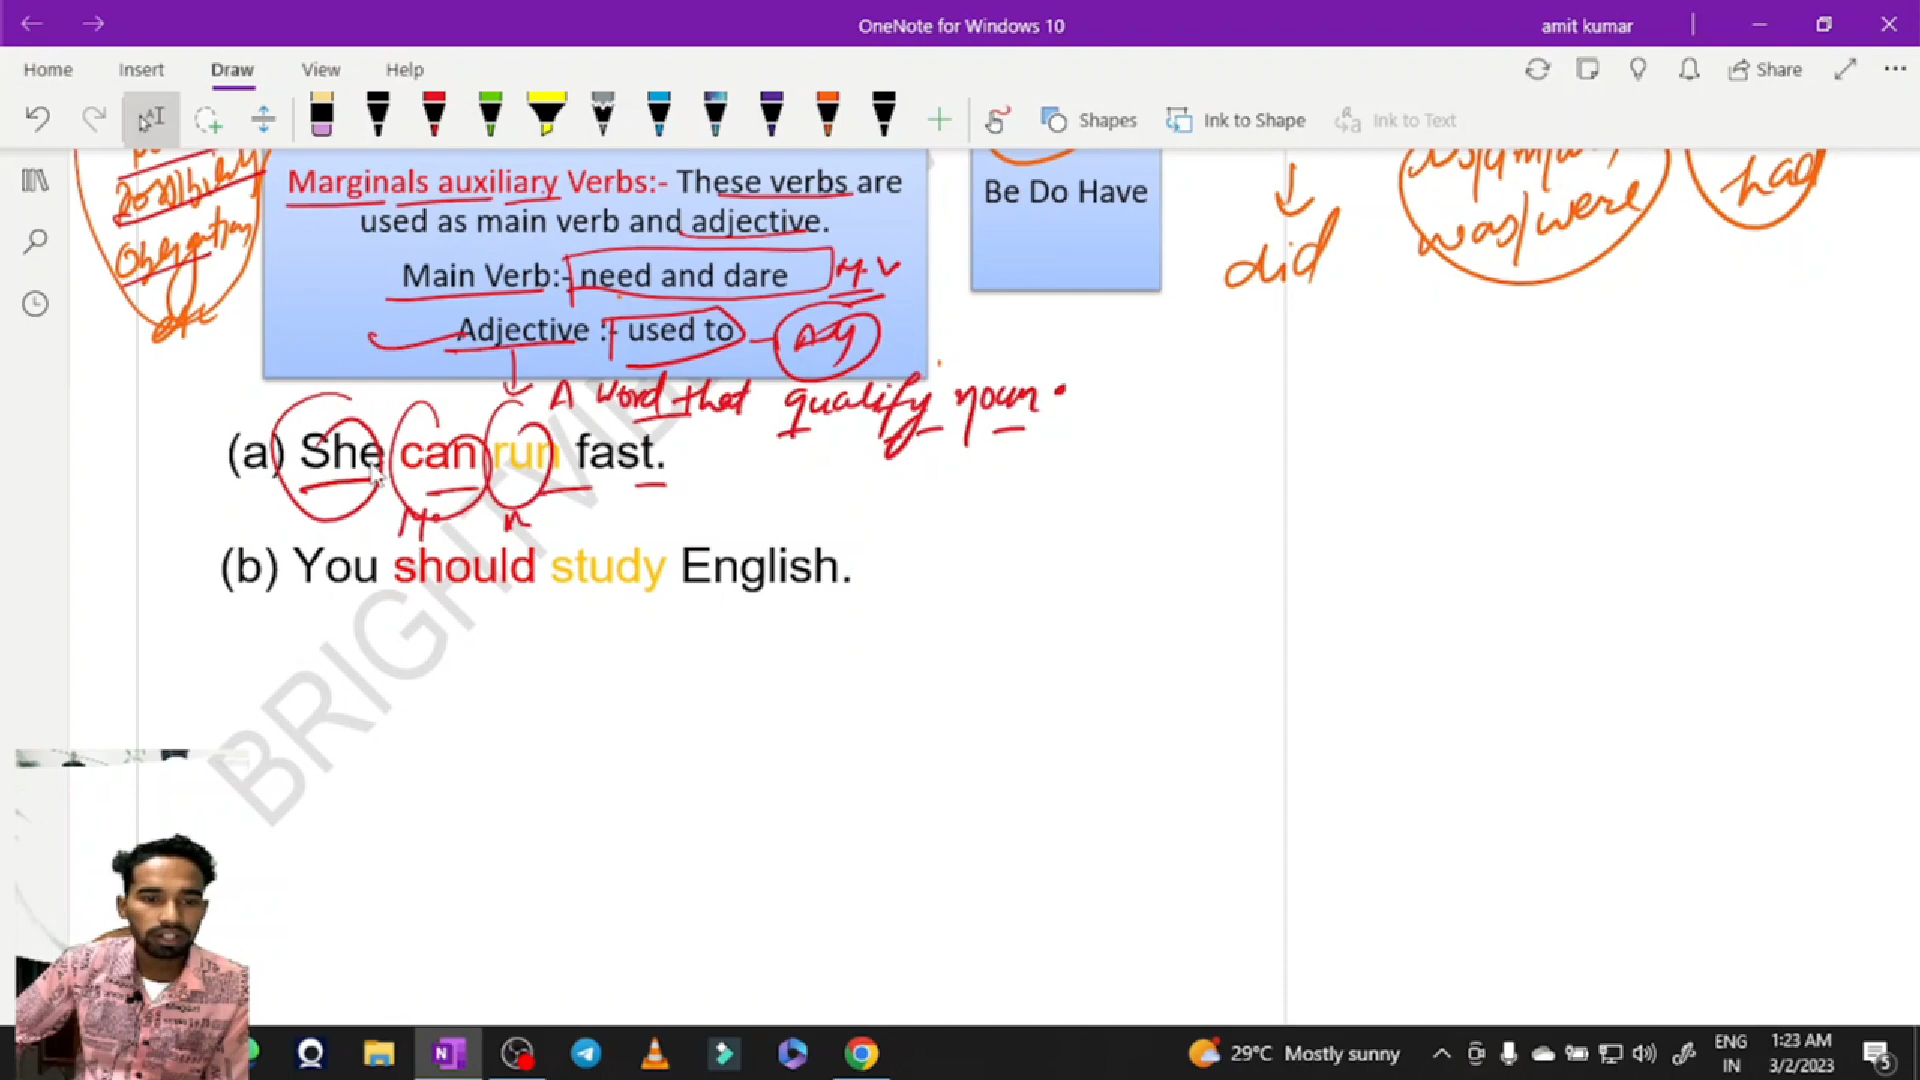 OneNote for Windows 10
amit kumar
Home Insert Draw View Help
Share
Shapes
Ink to Shape
Ink to Text
Marginals auxiliary Verbs:- These verbs are
used as main verb and adjective.
Main Verb:- need and dare M.V
Adjective :- used to
Be Do Have
did
was/were
had
A word that qualify noun
(a) She can run fast.
(b) You should study English.
29°C Mostly sunny
ENG
IN
1:23 AM
3/2/2023
5